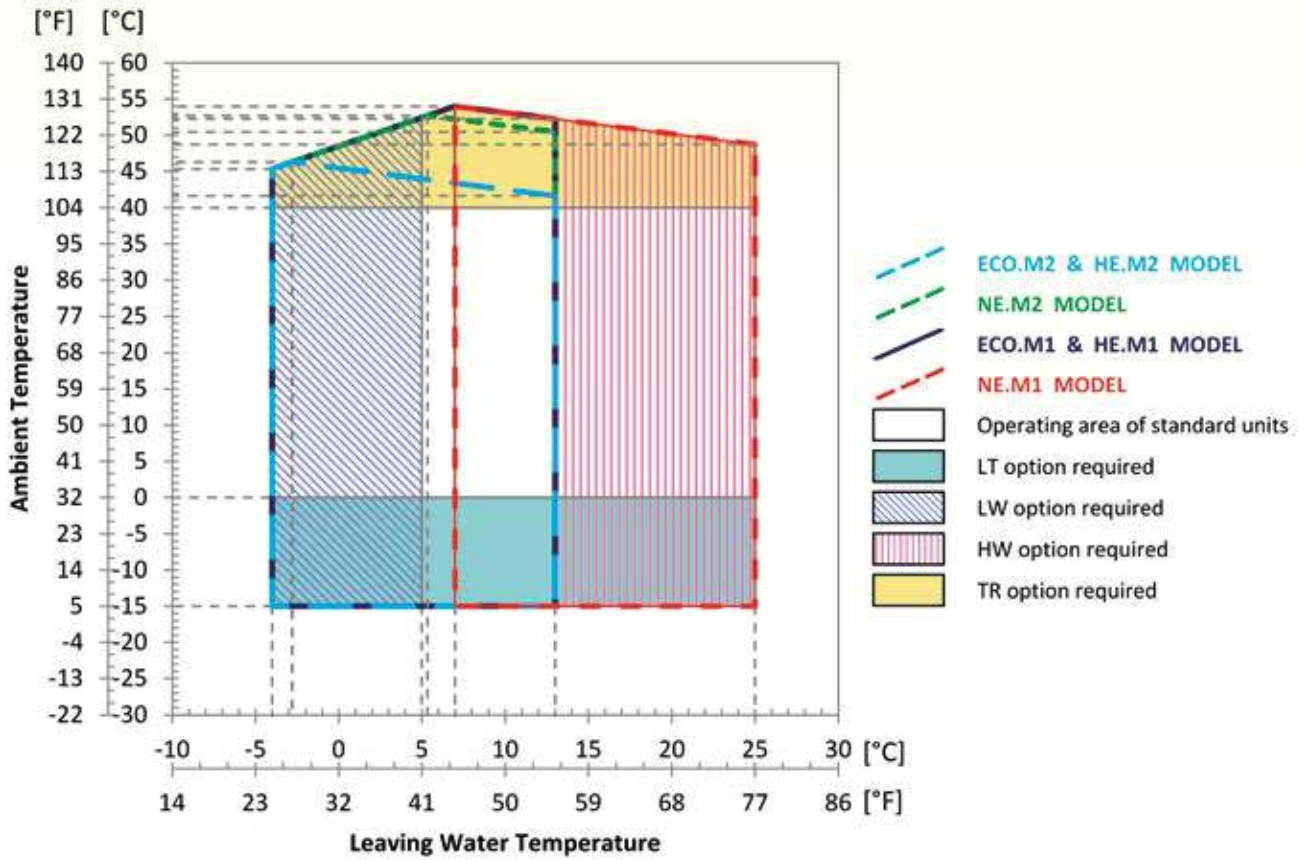 [°F] [°C]
140 60
131 55
122 50
113 45
104 40
95 35
86 30
77 25
68 20
59 15
50 10
41 5
32 0
23 -5
14 -10
5 -15
-4 -20
-13 -25
-22 -30
Ambient Temperature
-10 -5 0 5 10 15 20 25 30 [°C]
14 23 32 41 50 59 68 77 86 [°F]
Leaving Water Temperature
ECO.M2 & HE.M2 MODEL
NE.M2 MODEL
ECO.M1 & HE.M1 MODEL
NE.M1 MODEL
Operating area of standard units
LT option required
LW option required
HW option required
TR option required